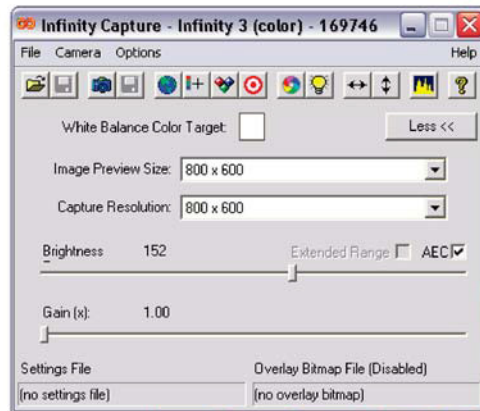 Infinity Capture - Infinity 3 (color) - 169746
File Camera Options Help
White Balance Color Target:
Less <<
Image Preview Size: 800 x 600
Capture Resolution: 800 x 600
Brightness 152 Extended Range AEC
Gain (x): 1.00
Settings File Overlay Bitmap File (Disabled)
(no settings file) (no overlay bitmap)